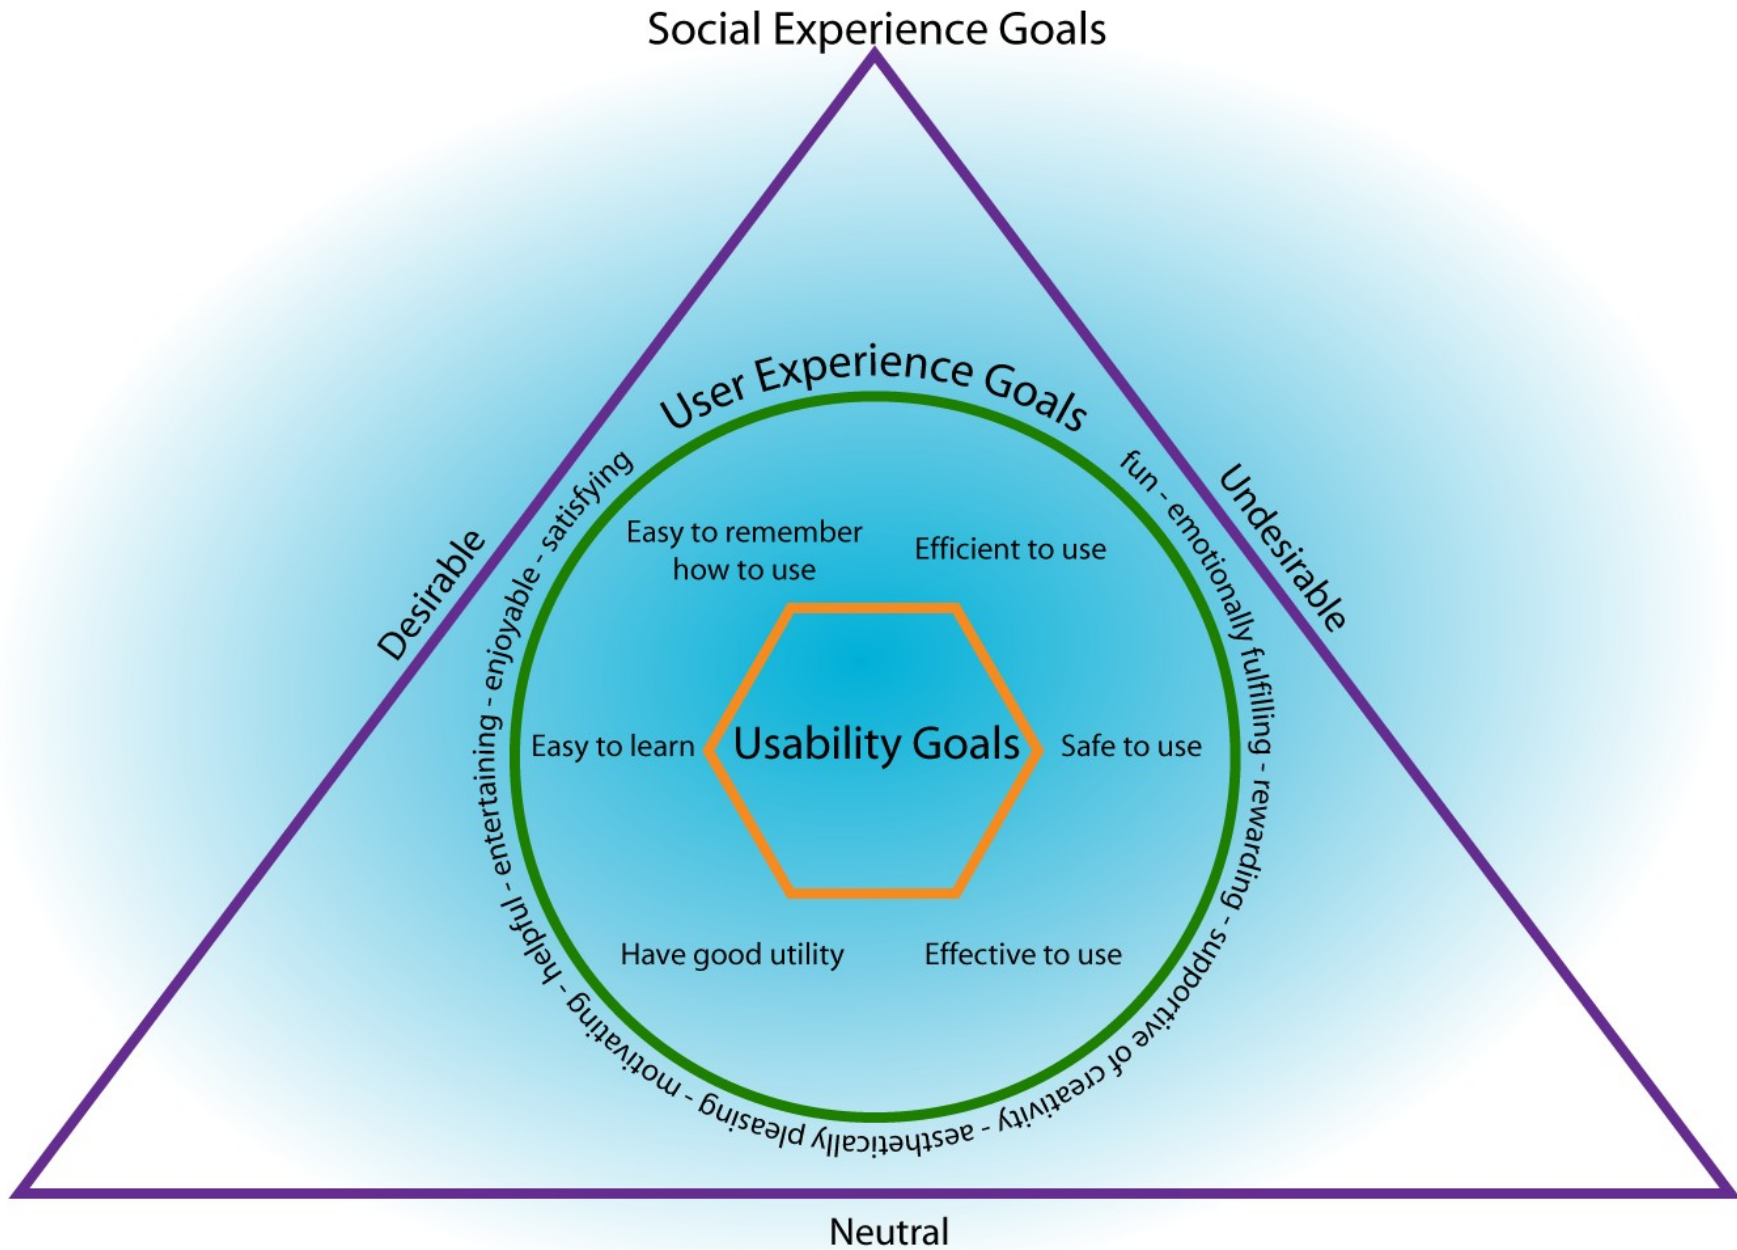 Social Experience Goals
User Experience Goals
fun - emotionally fulfilling - rewarding - supportive of creativity - aesthetically pleasing - motivating - helpful - entertaining - enjoyable - satisfying
Desirable
Undesirable
Easy to remember
how to use
Efficient to use
Easy to learn
Usability Goals
Safe to use
Have good utility
Effective to use
Neutral